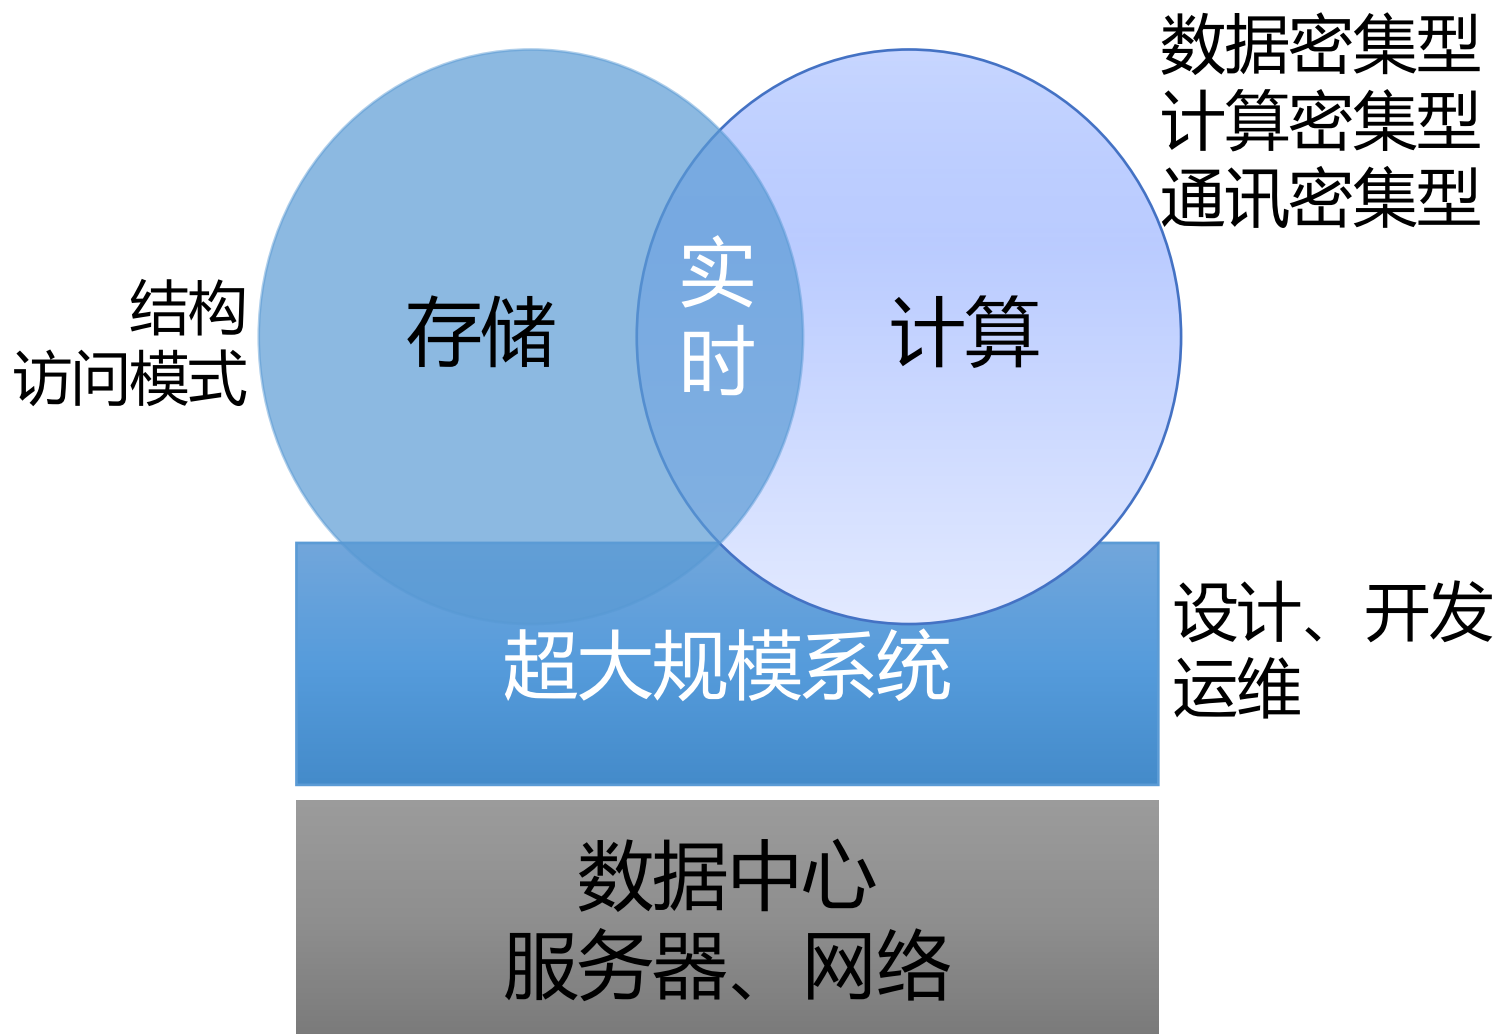 数据密集型
计算密集型
通讯密集型
结构
访问模式
存储
实
时
计算
超大规模系统
设计、开发
运维
数据中心
服务器、网络